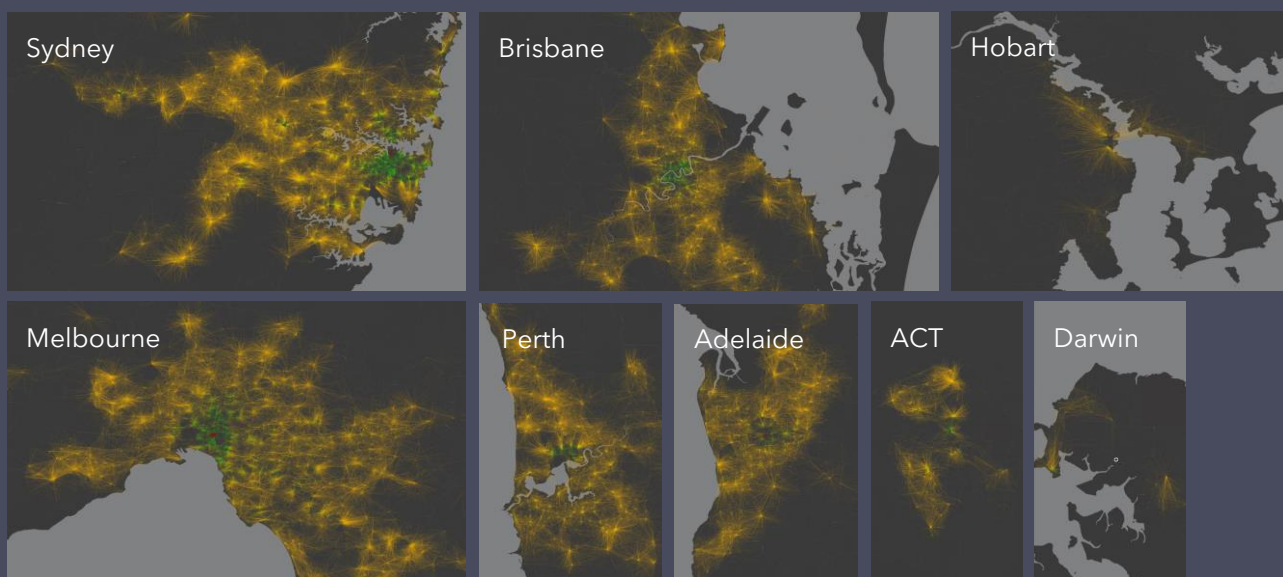 Sydney
Brisbane
Hobart
Melbourne
Perth
Adelaide
ACT
Darwin